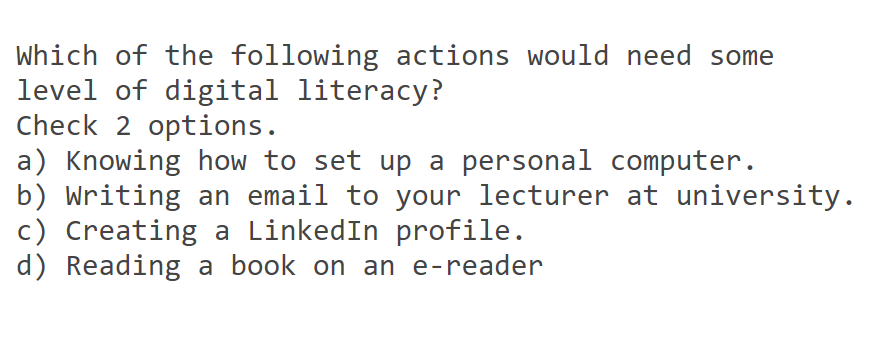 Which of the following actions would need some
level of digital literacy?
Check 2 options.
a) Knowing how to set up a personal computer.
b) Writing an email to your lecturer at university.
c) Creating a LinkedIn profile.
d) Reading a book on an e-reader